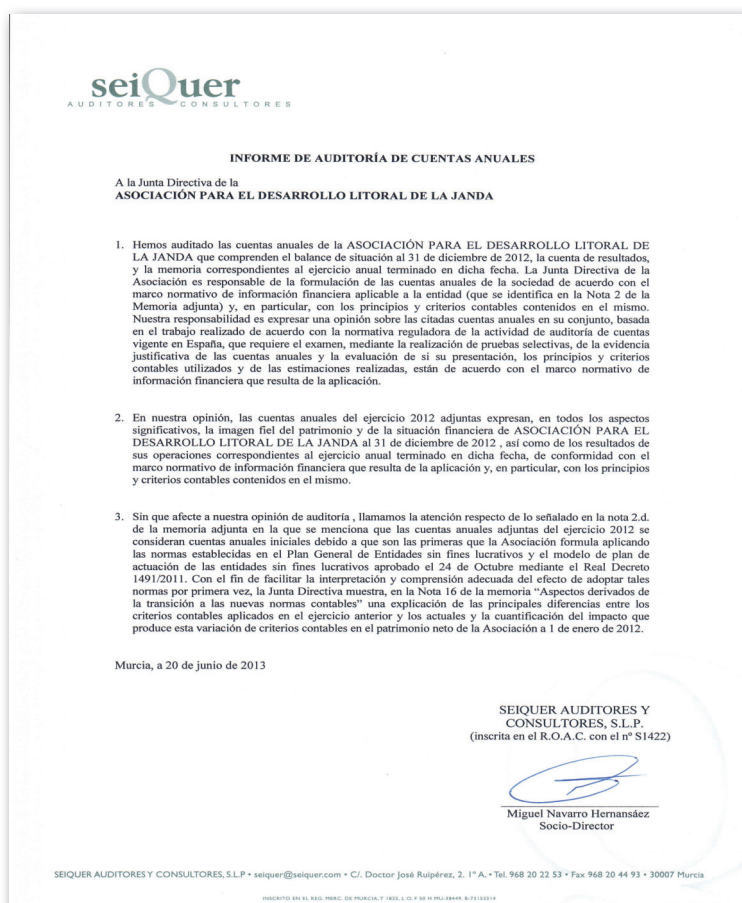 seiQuer
AUDITORES CONSULTORES
INFORME DE AUDITORÍA DE CUENTAS ANUALES
A la Junta Directiva de la
ASOCIACIÓN PARA EL DESARROLLO LITORAL DE LA JANDA
1. Hemos auditado las cuentas anuales de la ASOCIACIÓN PARA EL DESARROLLO LITORAL DE
LA JANDA que comprenden el balance de situación al 31 de diciembre de 2012, la cuenta de resultados,
y la memoria correspondientes al ejercicio anual terminado en dicha fecha. La Junta Directiva de la
Asociación es responsable de la formulación de las cuentas anuales de la sociedad de acuerdo con el
marco normativo de información financiera aplicable a la entidad (que se identifica en la Nota 2 de la
Memoria adjunta) y, en particular, con los principios y criterios contables contenidos en el mismo.
Nuestra responsabilidad es expresar una opinión sobre las citadas cuentas anuales en su conjunto, basada
en el trabajo realizado de acuerdo con la normativa reguladora de la actividad de auditoría de cuentas
vigente en España, que requiere el examen, mediante la realización de pruebas selectivas, de la evidencia
justificativa de las cuentas anuales y la evaluación de si su presentación, los principios y criterios
contables utilizados y de las estimaciones realizadas, están de acuerdo con el marco normativo de
información financiera que resulta de la aplicación.
2. En nuestra opinión, las cuentas anuales del ejercicio 2012 adjuntas expresan, en todos los aspectos
significativos, la imagen fiel del patrimonio y de la situación financiera de ASOCIACIÓN PARA EL
DESARROLLO LITORAL DE LA JANDA al 31 de diciembre de 2012 , así como de los resultados de
sus operaciones correspondientes al ejercicio anual terminado en dicha fecha, de conformidad con el
marco normativo de información financiera que resulta de la aplicación y, en particular, con los principios
y criterios contables contenidos en el mismo.
3. Sin que afecte a nuestra opinión de auditoría , llamamos la atención respecto de lo señalado en la nota 2.d.
de la memoria adjunta en la que se menciona que las cuentas anuales adjuntas del ejercicio 2012 se
consideran cuentas anuales iniciales debido a que son las primeras que la Asociación formula aplicando
las normas establecidas en el Plan General de Entidades sin fines lucrativos y el modelo de plan de
actuación de las entidades sin fines lucrativos aprobado el 24 de Octubre mediante el Real Decreto
1491/2011. Con el fin de facilitar la interpretación y comprensión adecuada del efecto de adoptar tales
normas por primera vez, la Junta Directiva muestra, en la Nota 16 de la memoria “Aspectos derivados de
la transición a las nuevas normas contables” una explicación de las principales diferencias entre los
criterios contables aplicados en el ejercicio anterior y los actuales y la cuantificación del impacto que
produce esta variación de criterios contables en el patrimonio neto de la Asociación a 1 de enero de 2012.
Murcia, a 20 de junio de 2013
SEIQUER AUDITORES Y
CONSULTORES, S.L.P.
(inscrita en el R.O.A.C. con el nº S1422)
Miguel Navarro Hernansáez
Socio-Director
SEIQUER AUDITORES Y CONSULTORES, S.L.P • seiquer@seiquer.com • C/. Doctor José Ruipérez, 2. 1º A. • Tel. 968 20 22 53 • Fax 968 20 44 93 • 30007 Murcia
INSCRITO EN EL REG. MERC. DE MURCIA, T 1835, L O, F 50 H MU-38449,